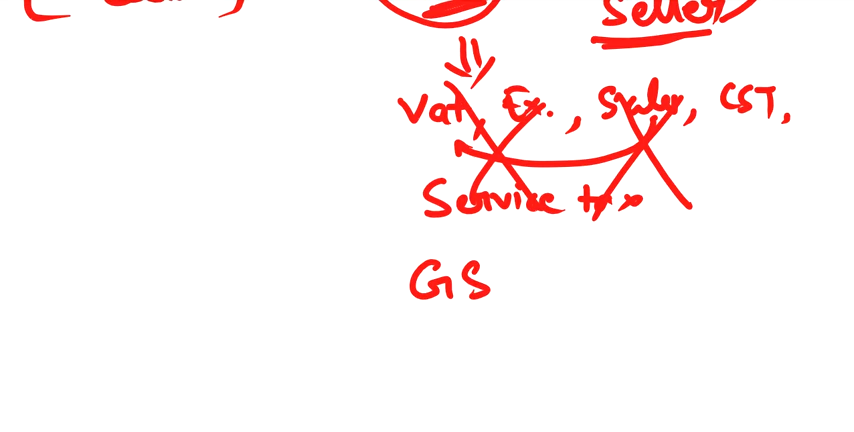 Seller
Vat, Ex., Sales, CST,
Service tax
GS